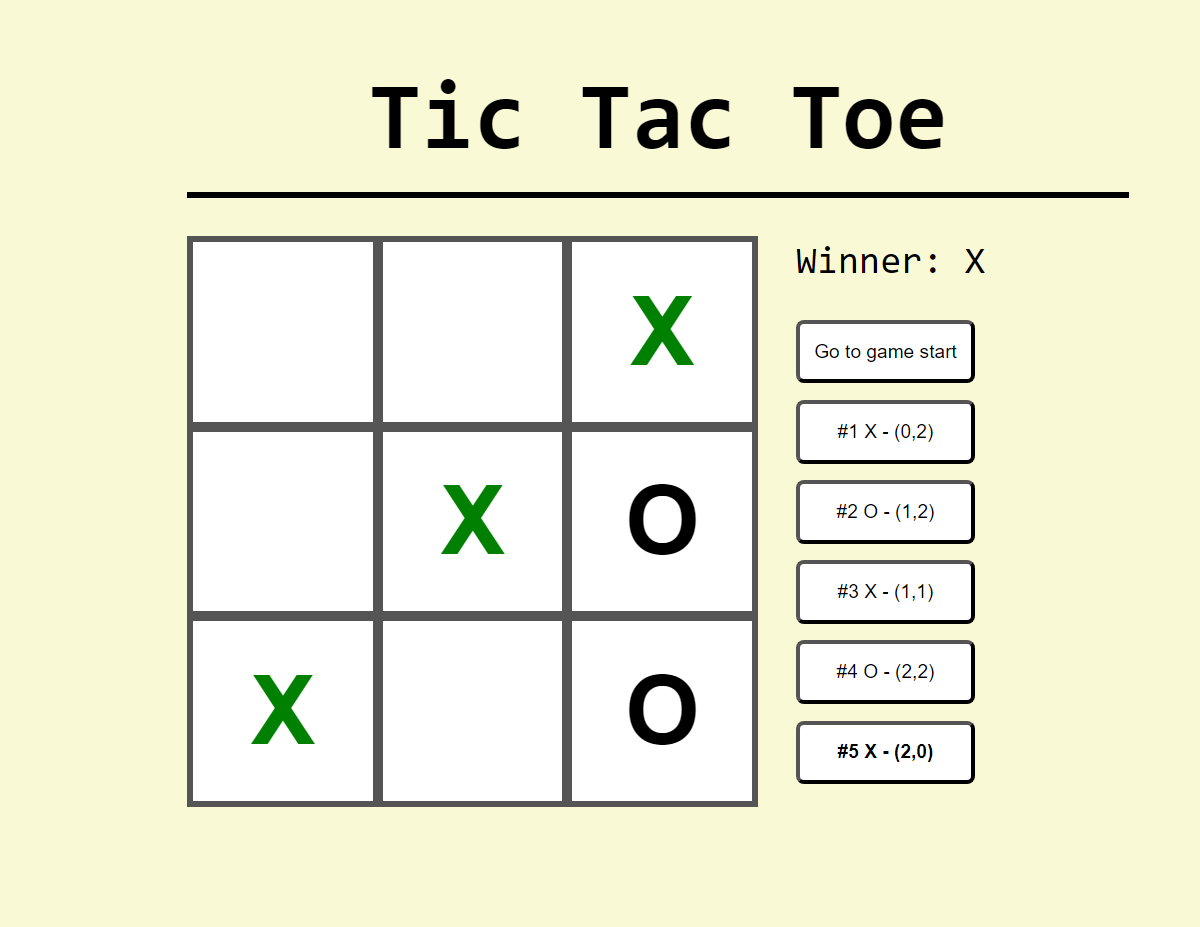 Tic Tac Toe
Winner: X
X
X O
X O
Go to game start
#1 X - (0,2)
#2 O - (1,2)
#3 X - (1,1)
#4 O - (2,2)
#5 X - (2,0)